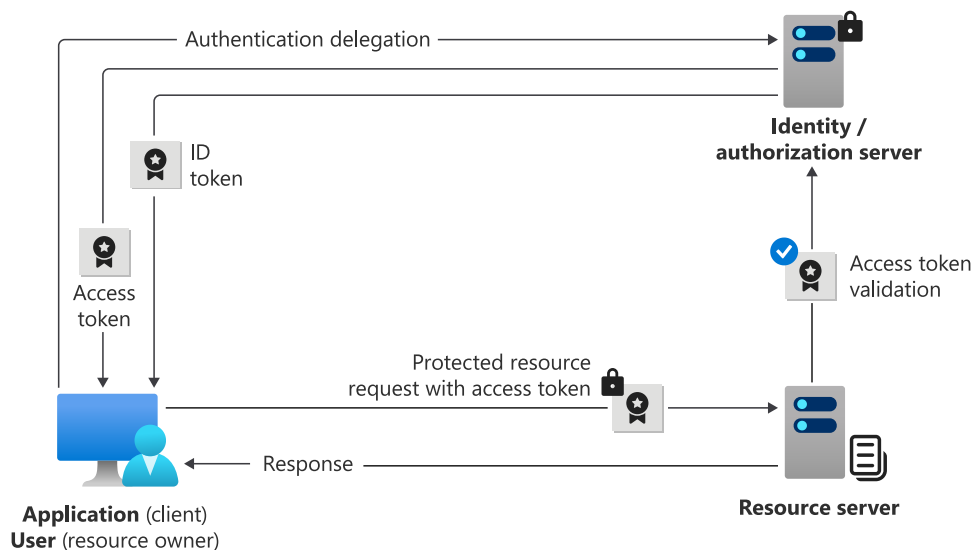 Authentication delegation
Identity /
authorization server
ID
token
Access
token
Access token
validation
Protected resource
request with access token
Response
Application (client)
User (resource owner)
Resource server